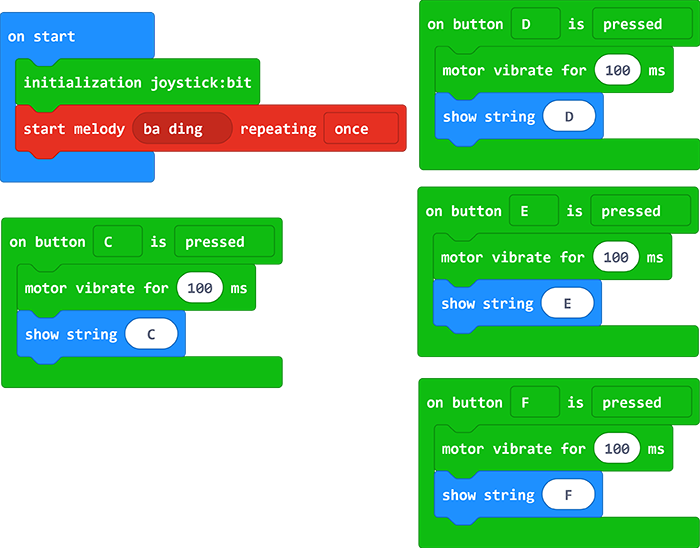 on start
initialization joystick:bit
start melody ba ding repeating once
on button C is pressed
motor vibrate for 100 ms
show string C
on button D is pressed
motor vibrate for 100 ms
show string D
on button E is pressed
motor vibrate for 100 ms
show string E
on button F is pressed
motor vibrate for 100 ms
show string F